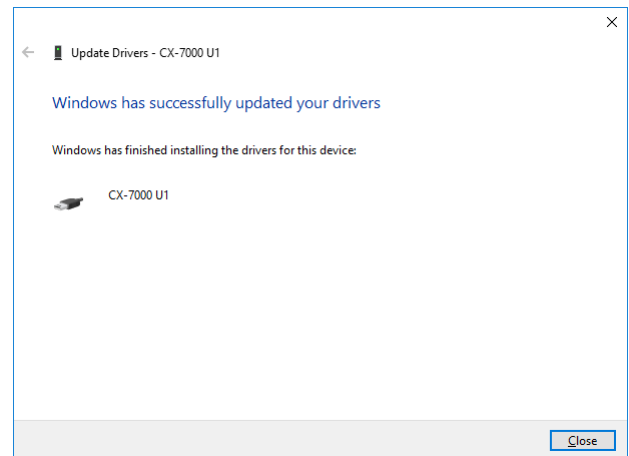 Update Drivers - CX-7000 U1
Windows has successfully updated your drivers
Windows has finished installing the drivers for this device:
CX-7000 U1
Close